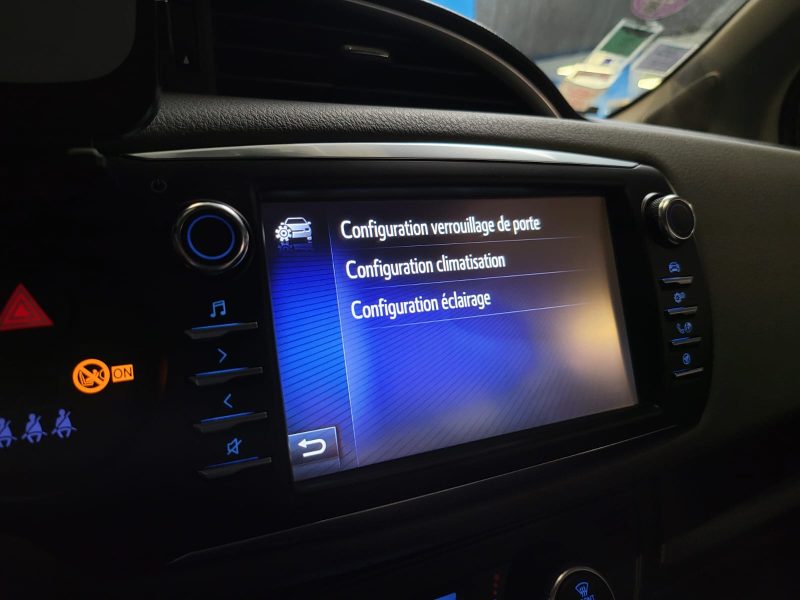 Configuration verrouillage de porte
Configuration climatisation
Configuration éclairage
ON